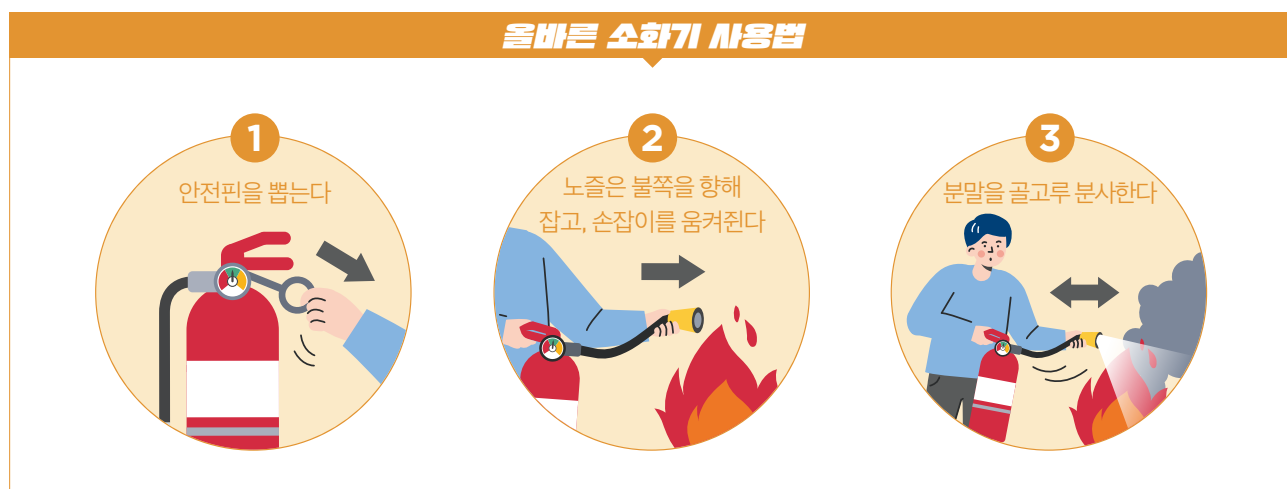 올바른 소화기 사용법
1
안전핀을 뽑는다
2
노즐은 불쪽을 향해
잡고, 손잡이를 움켜쥔다
3
분말을 골고루 분사한다